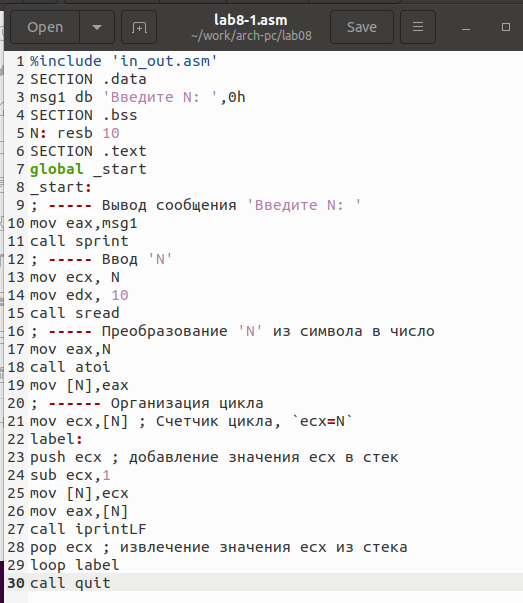 Open
lab8-1.asm
~/work/arch-pc/lab08
Save
1 %include 'in_out.asm'
2 SECTION .data
3 msg1 db 'Введите N: ',0h
4 SECTION .bss
5 N: resb 10
6 SECTION .text
7 global _start
8 _start:
9 ; ----- Вывод сообщения 'Введите N: '
10 mov eax,msg1
11 call sprint
12 ; ----- Ввод 'N'
13 mov ecx, N
14 mov edx, 10
15 call sread
16 ; ----- Преобразование 'N' из символа в число
17 mov eax,N
18 call atoi
19 mov [N],eax
20 ; ------ Организация цикла
21 mov ecx,[N] ; Счетчик цикла, `ecx=N`
22 label:
23 push ecx ; добавление значения ecx в стек
24 sub ecx,1
25 mov [N],ecx
26 mov eax,[N]
27 call iprintLF
28 pop ecx ; извлечение значения ecx из стека
29 loop label
30 call quit